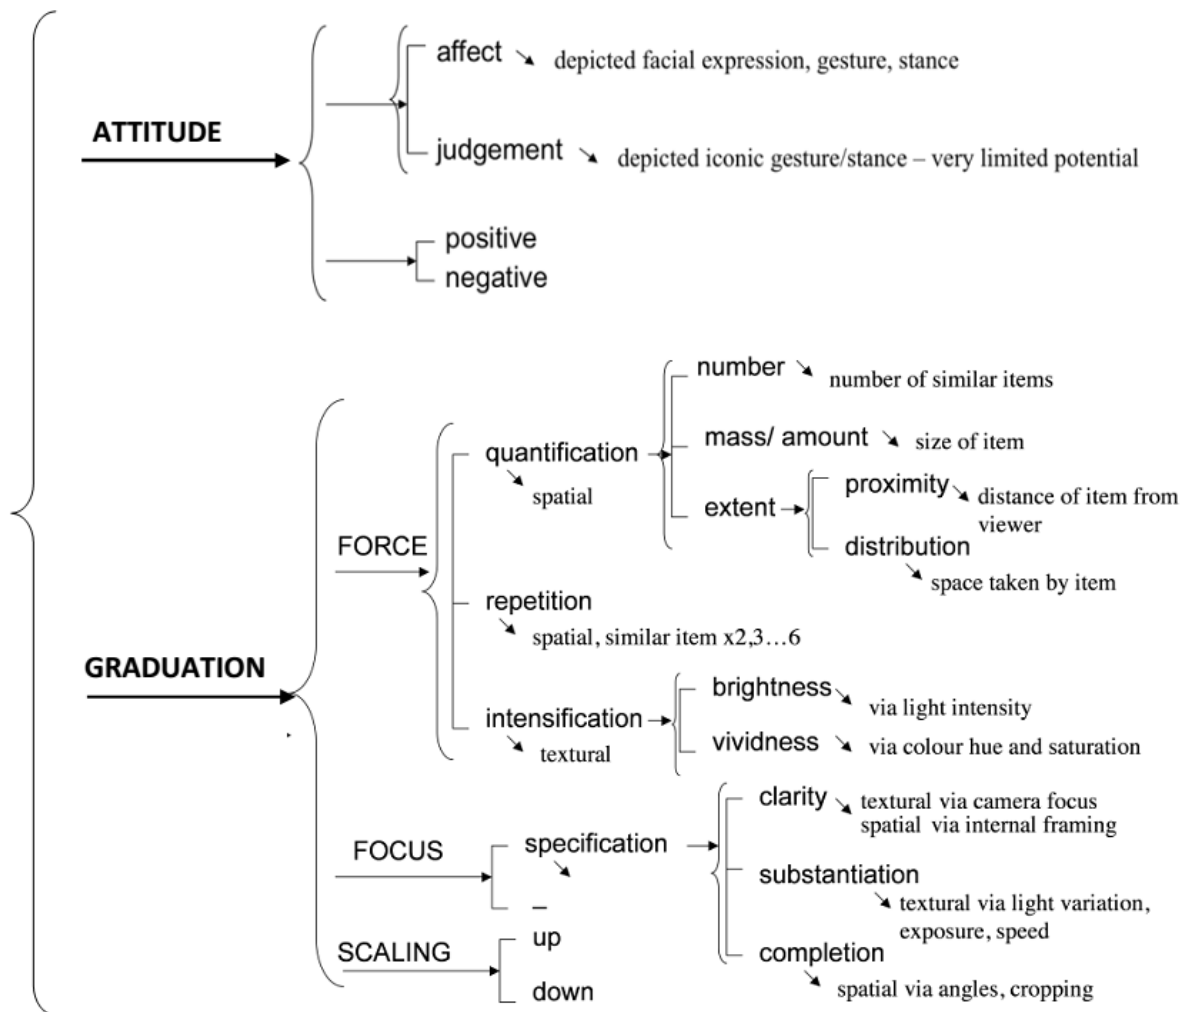 affect
depicted facial expression, gesture, stance
ATTITUDE
judgement
depicted iconic gesture/stance – very limited potential
positive
negative
number
number of similar items
quantification
spatial
mass/ amount
size of item
extent
proximity
distance of item from
viewer
distribution
space taken by item
FORCE
repetition
spatial, similar item x2,3…6
GRADUATION
intensification
textural
brightness
via light intensity
vividness
via colour hue and saturation
FOCUS
specification
–
clarity
textural via camera focus
spatial via internal framing
substantiation
textural via light variation,
exposure, speed
completion
spatial via angles, cropping
SCALING
up
down